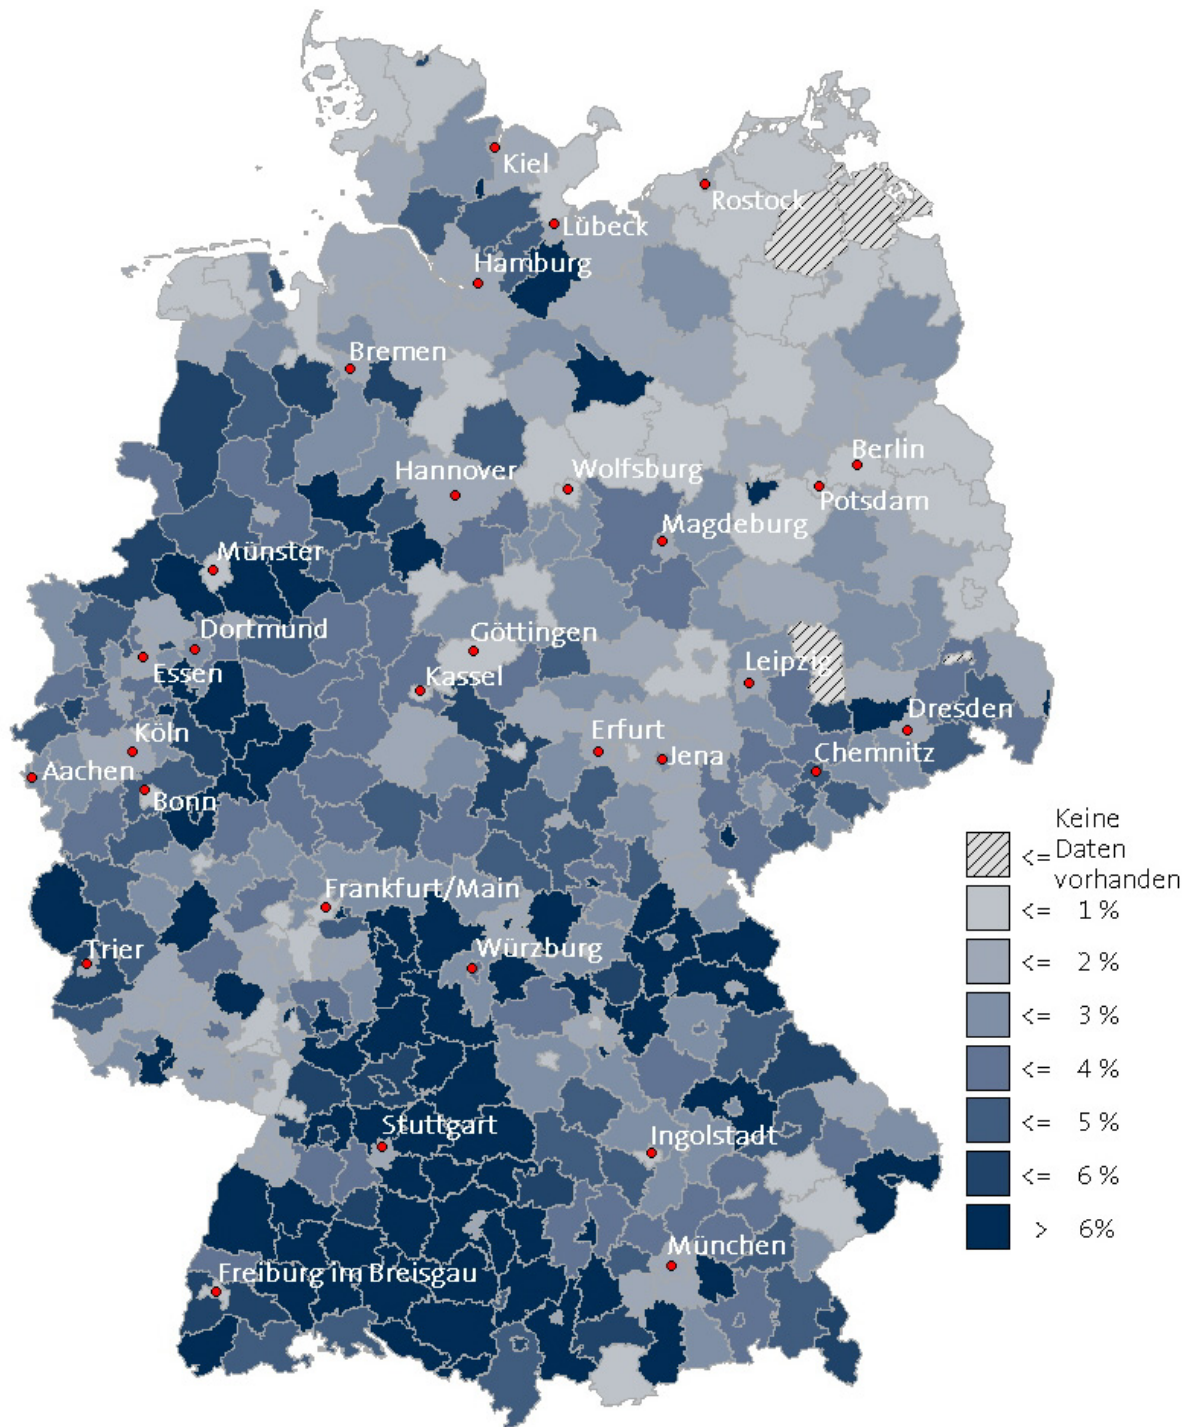 Kiel
Rostock
Lübeck
Hamburg
Bremen
Berlin
Hannover
Wolfsburg
Potsdam
Magdeburg
Münster
Dortmund
Göttingen
Essen
Leipzig
Kassel
Dresden
Köln
Erfurt
Chemnitz
Jena
Aachen
Bonn
Frankfurt/Main
Trier
Würzburg
Stuttgart
Ingolstadt
München
Freiburg im Breisgau
Keine
<= Daten
vorhanden
<= 1 %
<= 2 %
<= 3 %
<= 4 %
<= 5 %
<= 6 %
> 6%